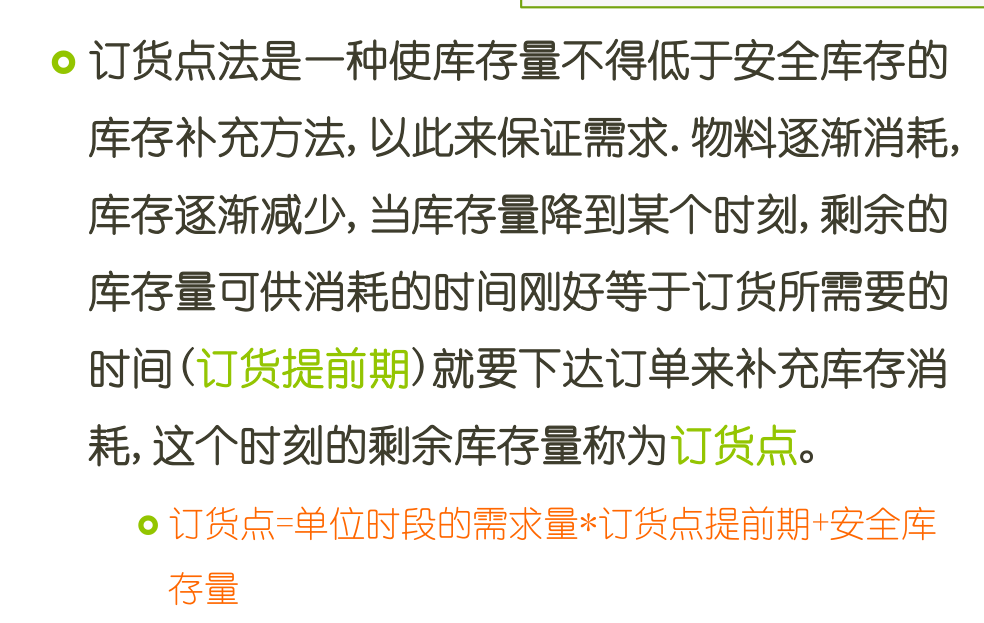 订货点法是一种使库存量不得低于安全库存的
库存补充方法,以此来保证需求.物料逐渐消耗,
库存逐渐减少,当库存量降到某个时刻,剩余的
库存量可供消耗的时间刚好等于订货所需要的
时间(订货提前期)就要下达订单来补充库存消
耗,这个时刻的剩余库存量称为订货点。
订货点=单位时段的需求量*订货点提前期+安全库
存量